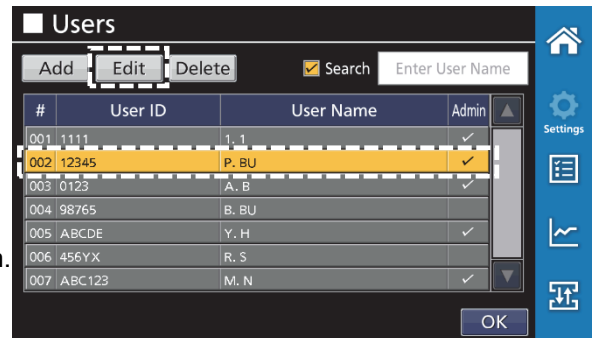 Users
Add Edit Delete Search Enter User Name
# User ID User Name Admin
001 1111 1. 1
002 12345 P. BU
003 0123 A. B
004 98765 B. BU
005 ABCDE Y. H
006 456YX R. S
007 ABC123 M. N
OK
Settings